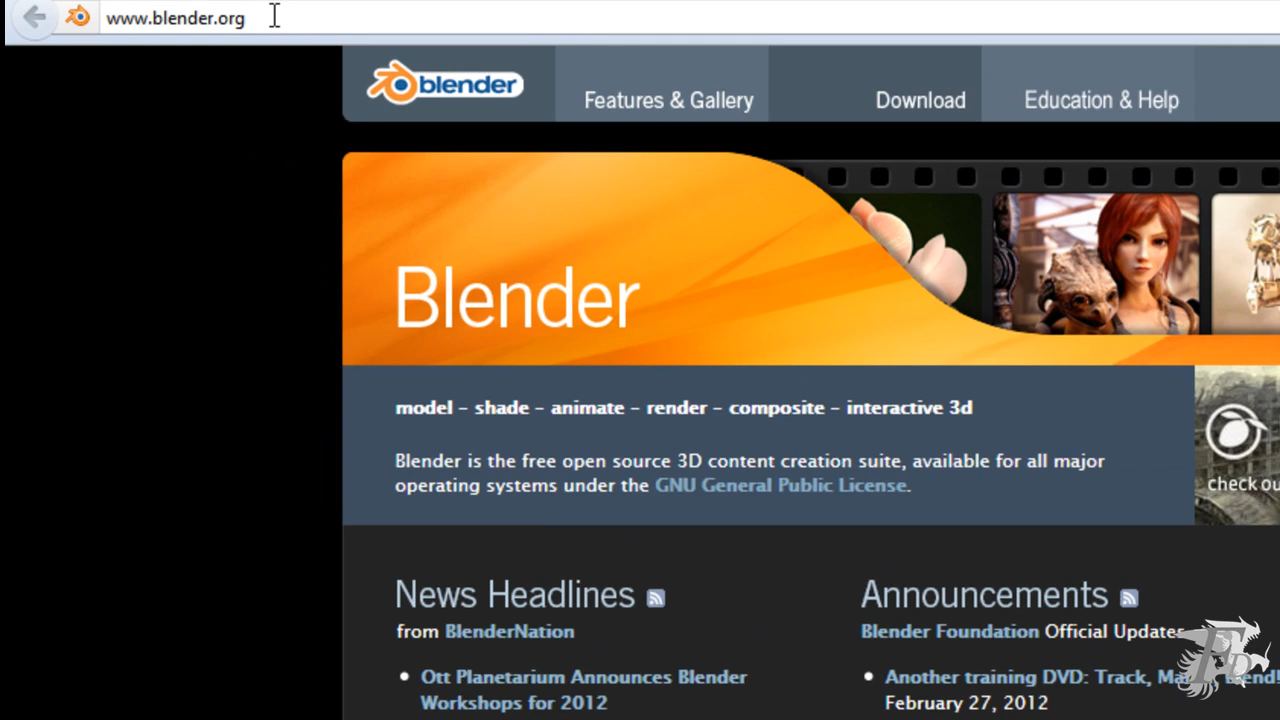 www.blender.org
blender
Features & Gallery
Download
Education & Help
Blender
model - shade - animate - render - composite - interactive 3d
Blender is the free open source 3D content creation suite, available for all major
operating systems under the GNU General Public License.
check
News Headlines
Announcements
from BlenderNation
Blender Foundation Official Updates
Ott Planetarium Announces Blender
Workshops for 2012
Another training DVD: Track,
February 27, 2012